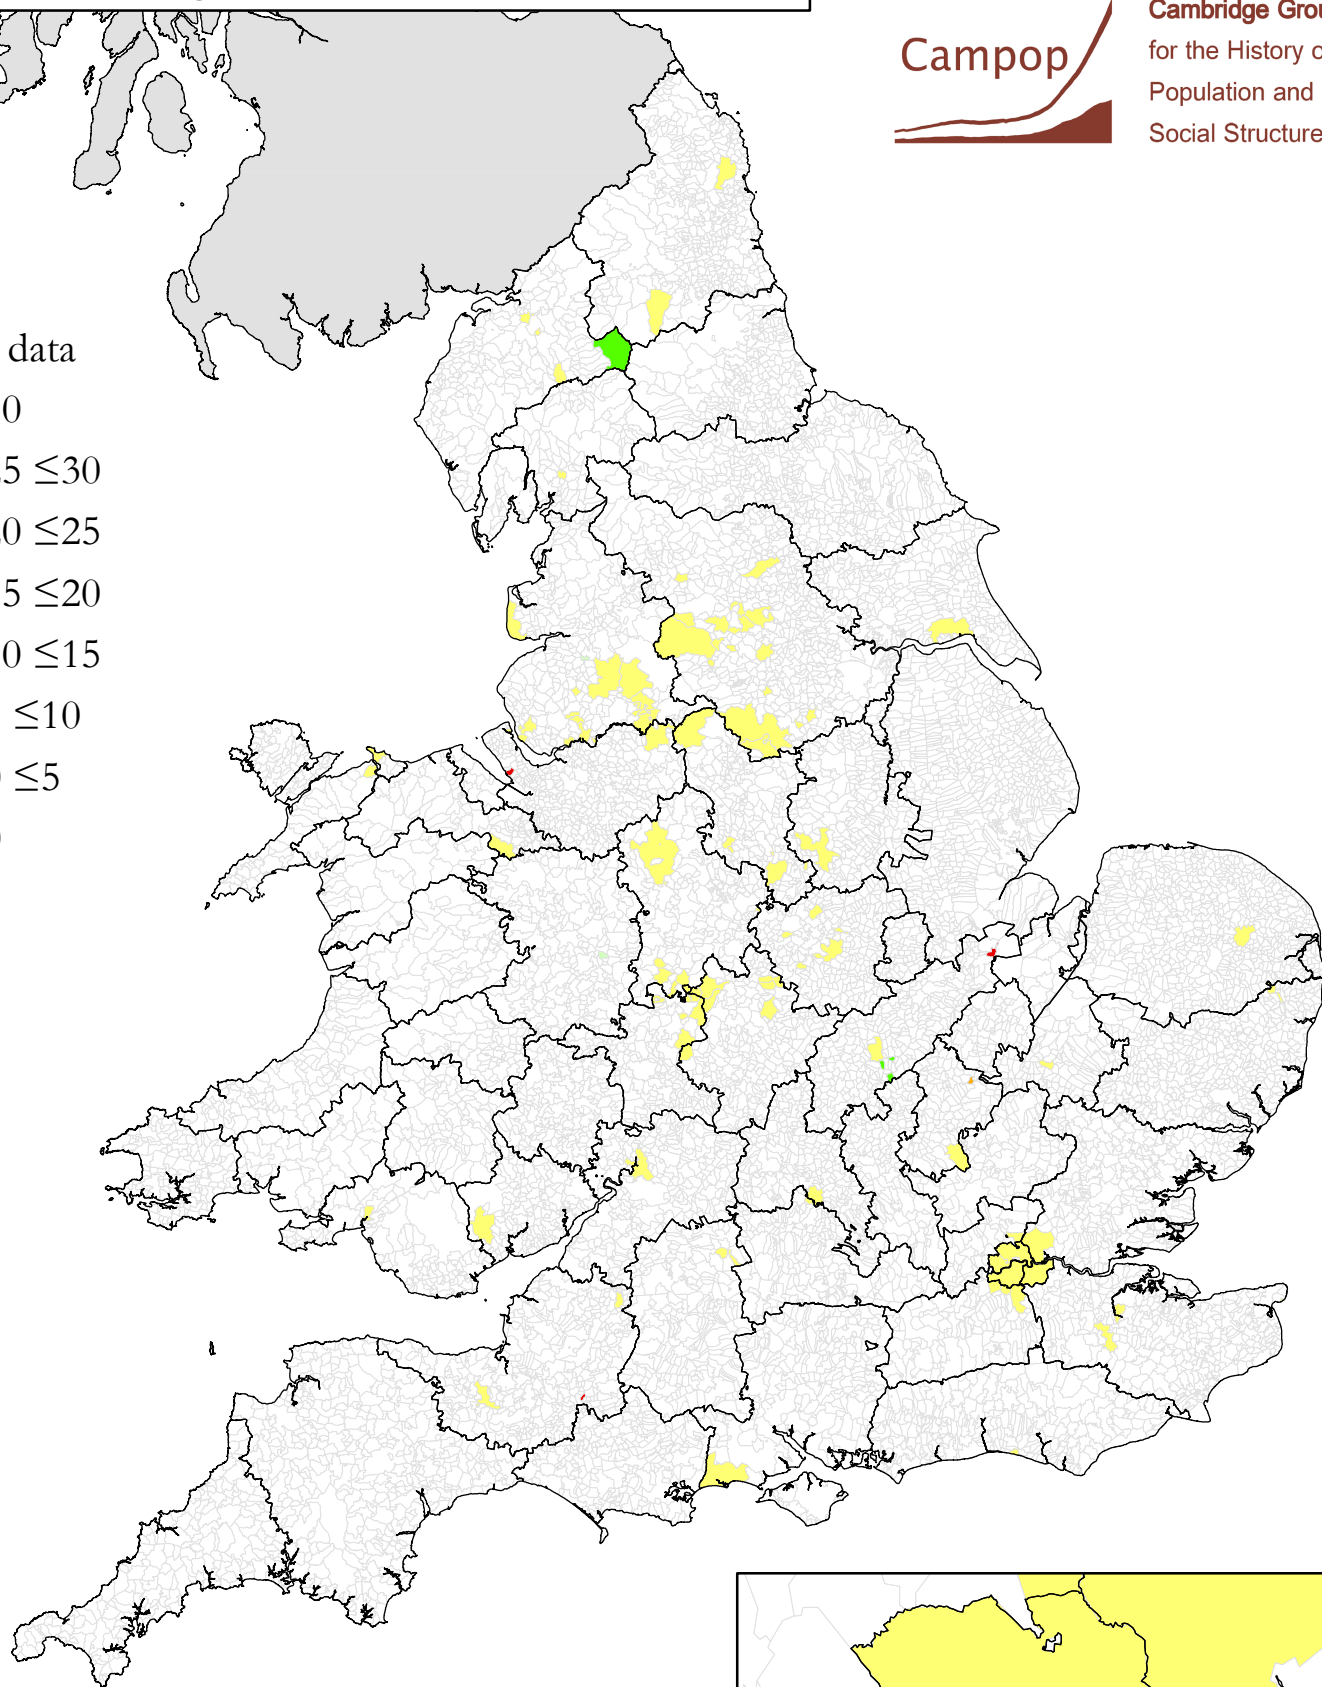 Campop
Cambridge Grou
for the History o
Population and
Social Structure
data
0
5 ≤30
0 ≤25
5 ≤20
0 ≤15
≤10
≤5